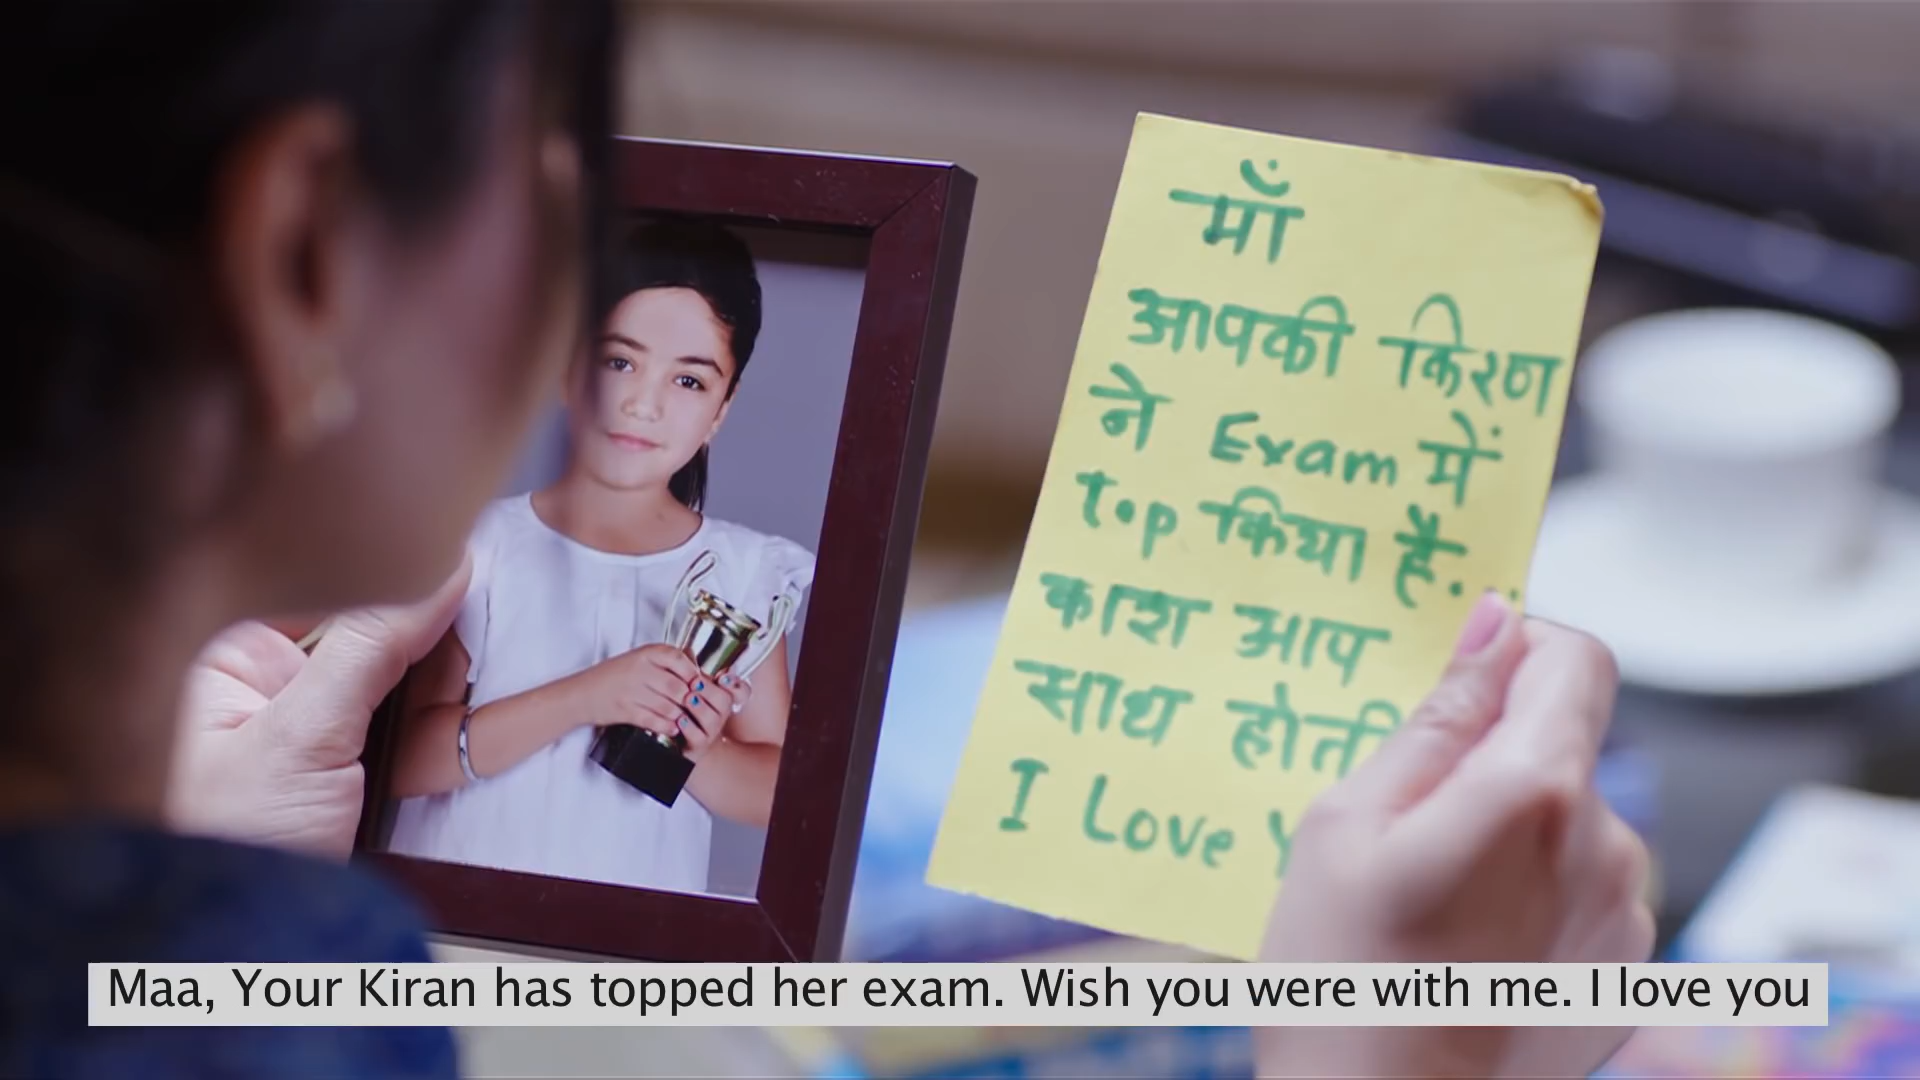 माँ
आपकी किरण
ने Exam में
top किया है..
काश आप
साथ होती
I Love
Maa, Your Kiran has topped her exam. Wish you were with me. I love you